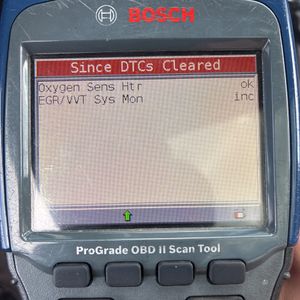 BOSCH
Since DTCs Cleared
Oxygen Sens Htr ok
EGR/VVT Sys Mon inc
ProGrade OBD II Scan Tool